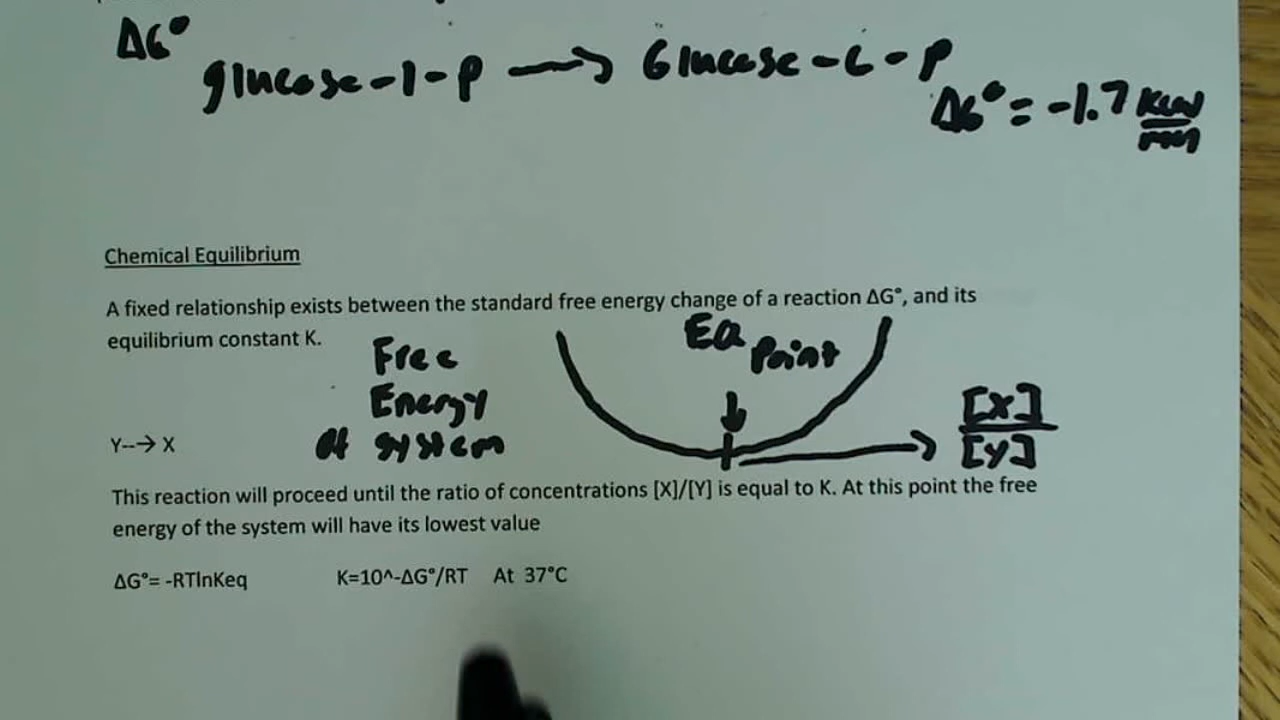 ΔG°
glucose-1-p → Glucose-6-p
ΔG° = -1.7 Kcal
Chemical Equilibrium
A fixed relationship exists between the standard free energy change of a reaction ΔG°, and its
equilibrium constant K.
Free
Energy
of system
EQ
Point
[X]
[Y]
Y--→ X
This reaction will proceed until the ratio of concentrations [X]/[Y] is equal to K. At this point the free
energy of the system will have its lowest value
ΔG°= -RTlnKeq K=10^-ΔG°/RT At 37°C